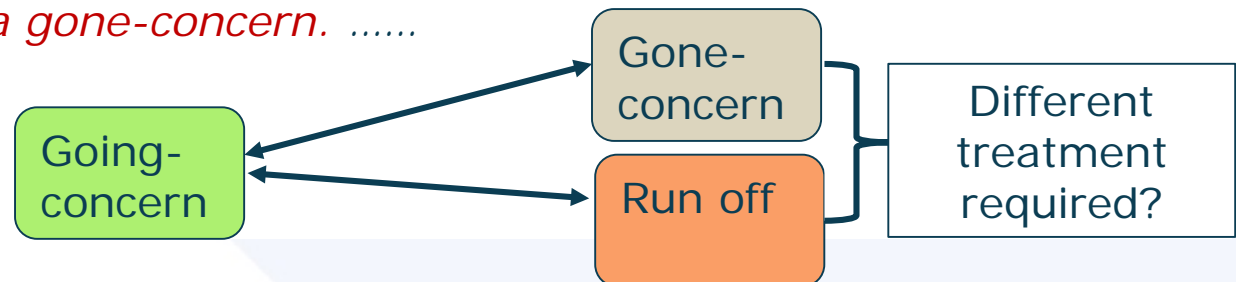 a gone-concern. ......
Gone-
concern
Going-
concern
Run off
Different
treatment
required?